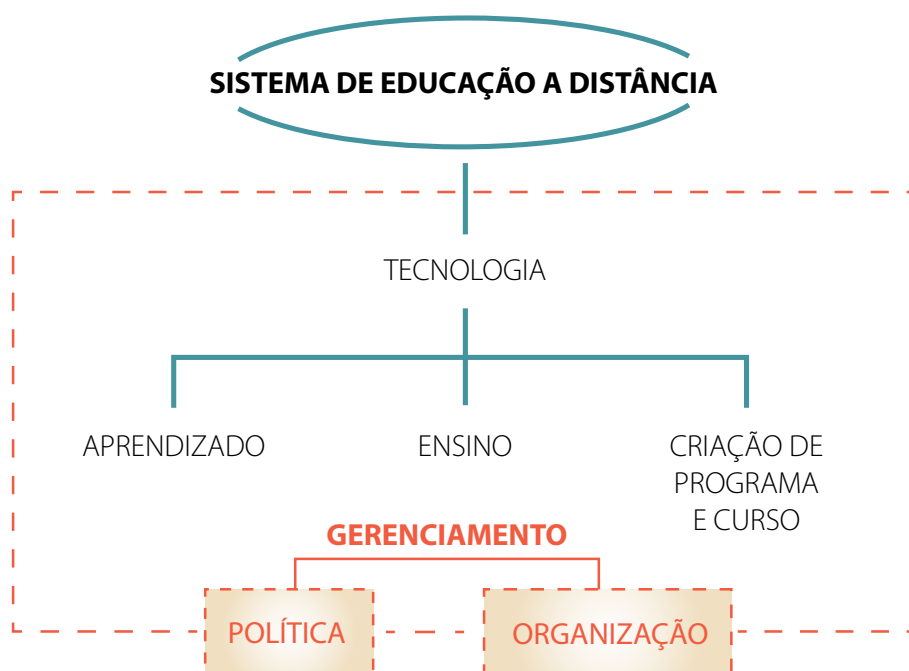 SISTEMA DE EDUCAÇÃO A DISTÂNCIA
TECNOLOGIA
APRENDIZADO
ENSINO
CRIAÇÃO DE
PROGRAMA
E CURSO
GERENCIAMENTO
POLÍTICA
ORGANIZAÇÃO